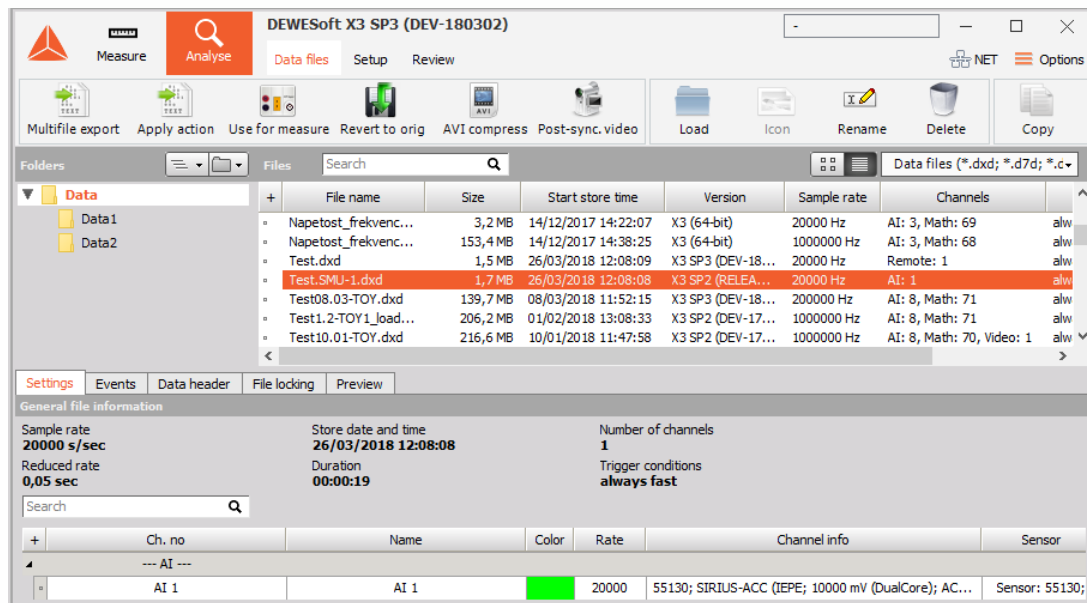 DEWESoft X3 SP3 (DEV-180302)
-
Measure
Analyse
Data files Setup Review
NET Options
Multifile export Apply action Use for measure Revert to orig AVI compress Post-sync. video Load Icon Rename Delete Copy
Folders
Files Search Data files (*.dxd; *.d7d; *.c
Data
Data1
Data2
+ File name Size Start store time Version Sample rate Channels
Napetost_frekvenc... 3,2 MB 14/12/2017 14:22:07 X3 (64-bit) 20000 Hz AI: 3, Math: 69 alw
Napetost_frekvenc... 153,4 MB 14/12/2017 14:38:25 X3 (64-bit) 1000000 Hz AI: 3, Math: 68 alw
Test.dxd 1,5 MB 26/03/2018 12:08:09 X3 SP3 (DEV-18... 20000 Hz Remote: 1 alw
Test.SMU-1.dxd 1,7 MB 26/03/2018 12:08:08 X3 SP2 (RELEA... 20000 Hz AI: 1 alw
Test08.03-TOY.dxd 139,7 MB 08/03/2018 11:52:15 X3 SP3 (DEV-18... 200000 Hz AI: 8, Math: 71 alw
Test1.2-TOY1_load... 206,2 MB 01/02/2018 13:08:33 X3 SP2 (DEV-17... 1000000 Hz AI: 8, Math: 71 alw
Test10.01-TOY.dxd 216,6 MB 10/01/2018 11:47:58 X3 SP2 (DEV-17... 1000000 Hz AI: 8, Math: 70, Video: 1 alw
Settings Events Data header File locking Preview
General file information
Sample rate
20000 s/sec
Store date and time
26/03/2018 12:08:08
Number of channels
1
Reduced rate
0,05 sec
Duration
00:00:19
Trigger conditions
always fast
Search
+ Ch. no Name Color Rate Channel info Sensor
--- AI ---
AI 1 AI 1 20000 55130; SIRIUS-ACC (IEPE; 10000 mV (DualCore); AC... Sensor: 55130;